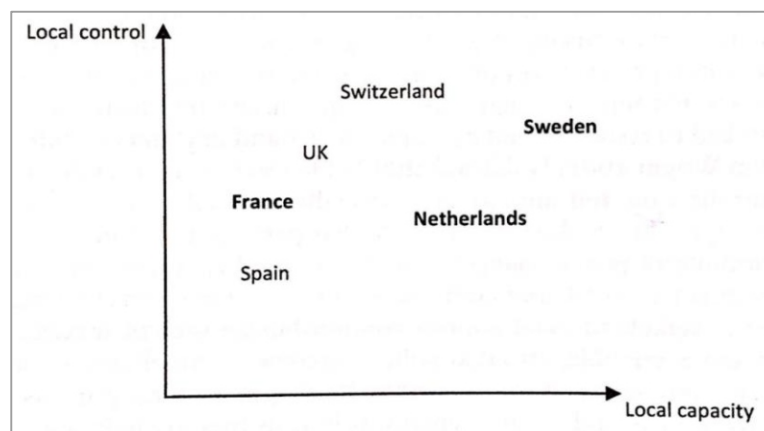 Local control
Switzerland
Sweden
UK
France
Netherlands
Spain
Local capacity